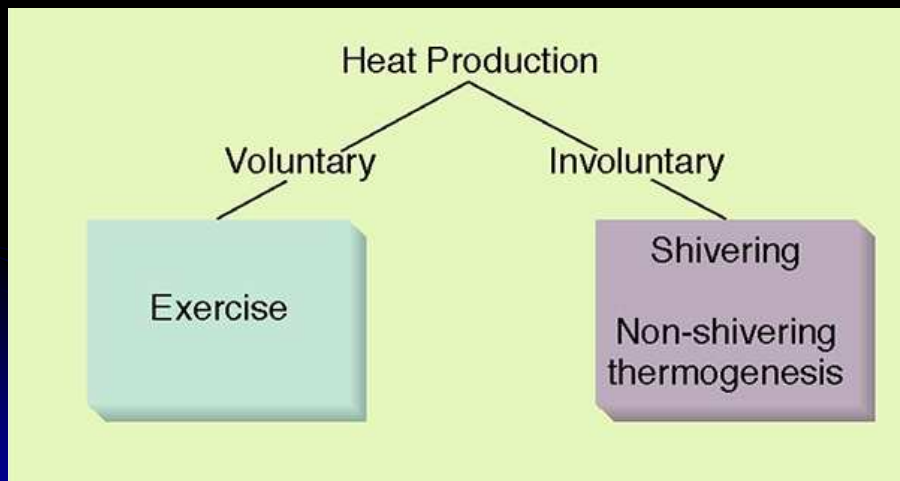 Heat Production
Voluntary
Involuntary
Exercise
Shivering
Non-shivering
thermogenesis